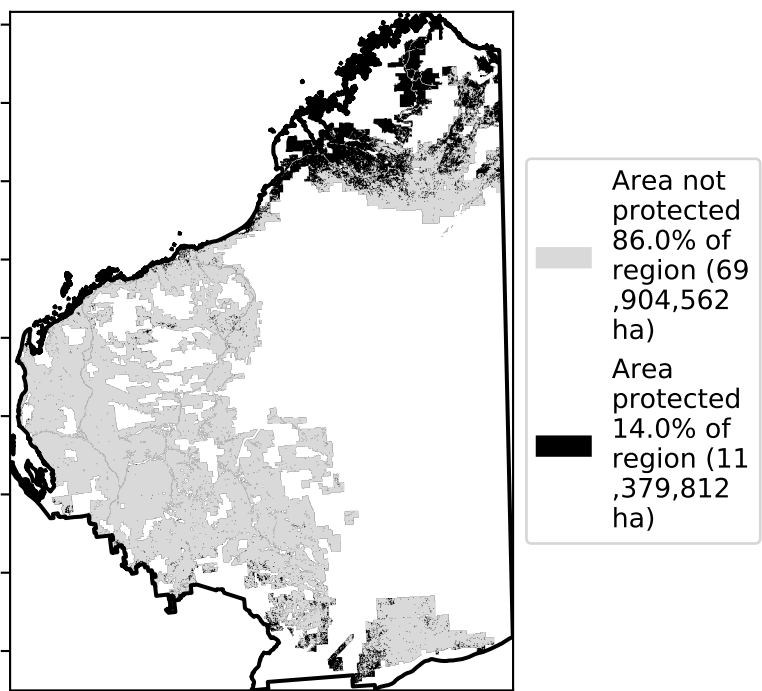 Area not
protected
86.0% of
region (69
,904,562
ha)
Area
protected
14.0% of
region (11
,379,812
ha)